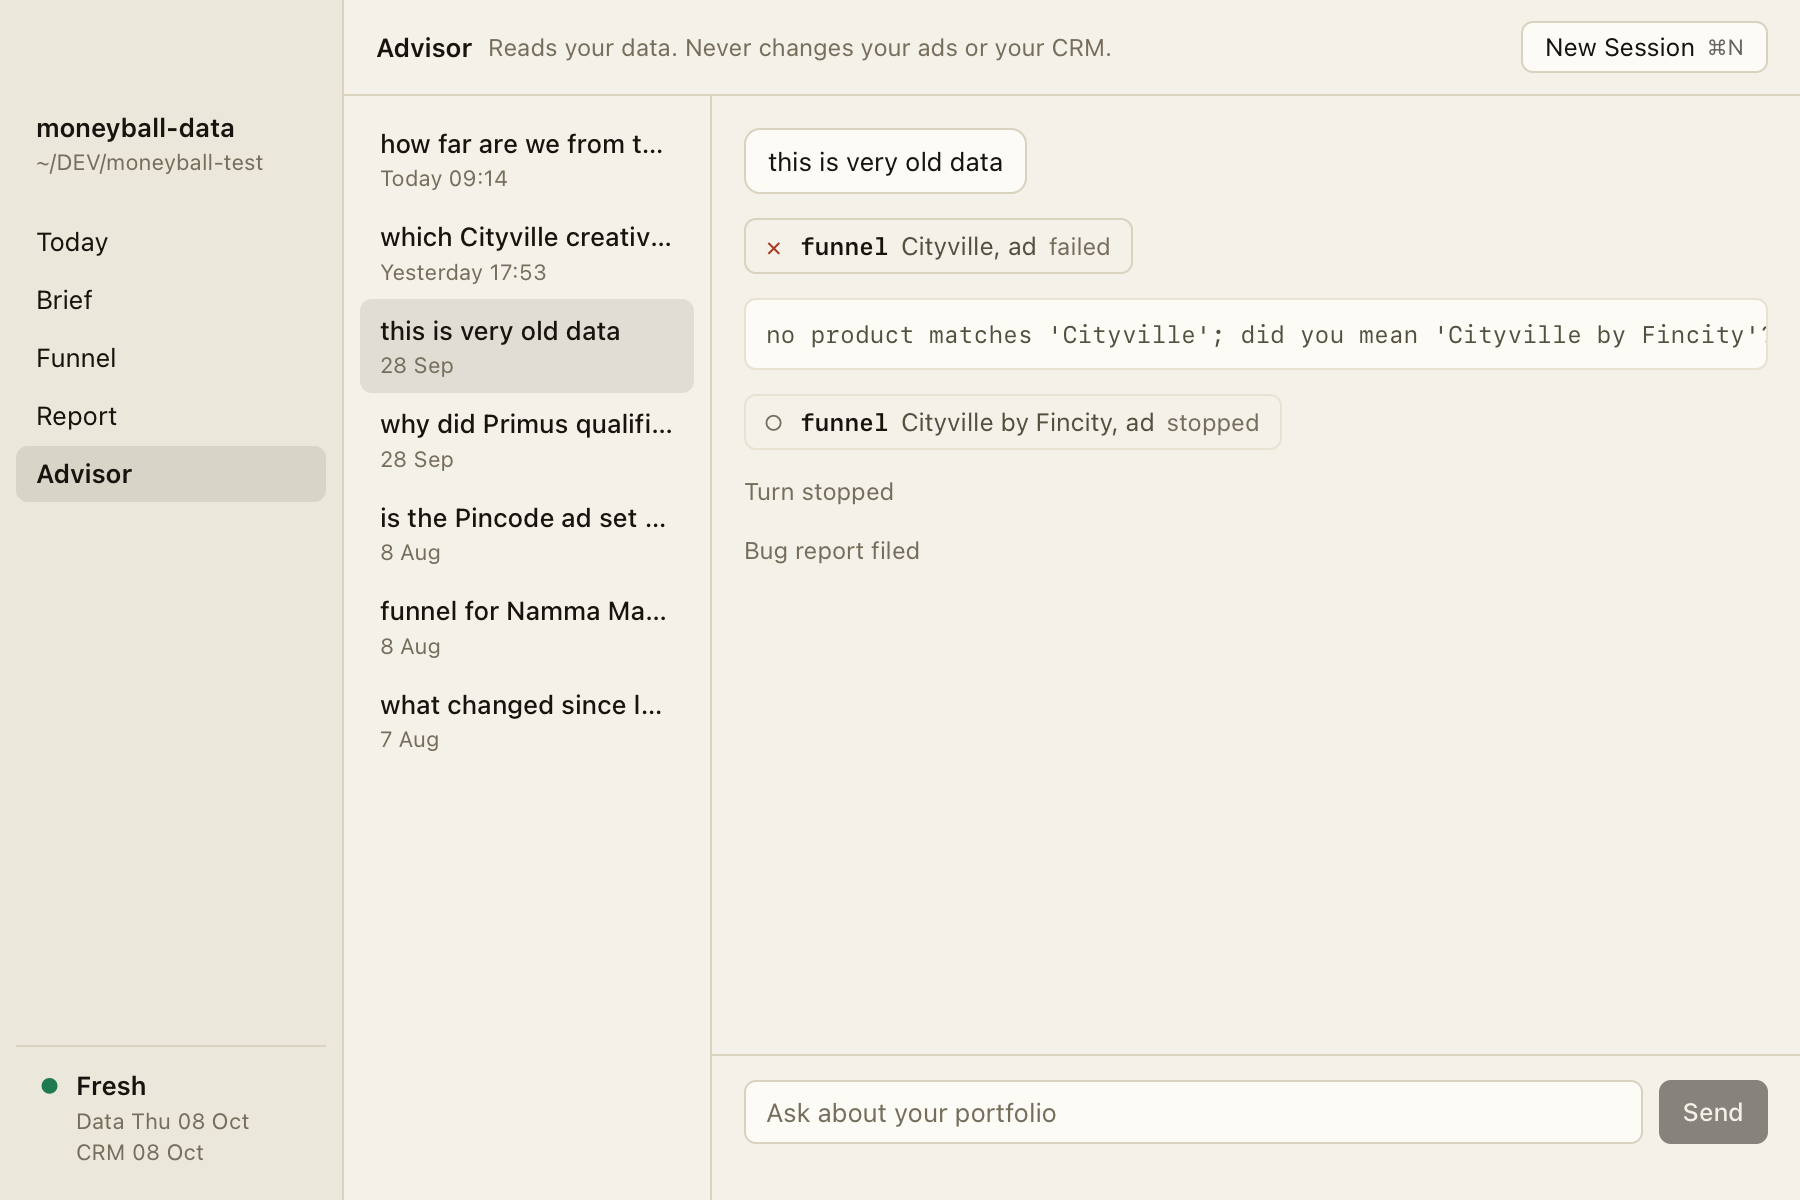 Advisor Reads your data. Never changes your ads or your CRM.
New Session ⌘N
moneyball-data
~/DEV/moneyball-test
Today
Brief
Funnel
Report
Advisor
Fresh
Data Thu 08 Oct
CRM 08 Oct
how far are we from t...
Today 09:14
which Cityville creativ...
Yesterday 17:53
this is very old data
28 Sep
why did Primus qualifi...
28 Sep
is the Pincode ad set ...
8 Aug
funnel for Namma Ma...
8 Aug
what changed since l...
7 Aug
this is very old data
× funnel Cityville, ad failed
no product matches 'Cityville'; did you mean 'Cityville by Fincity'?
○ funnel Cityville by Fincity, ad stopped
Turn stopped
Bug report filed
Ask about your portfolio
Send